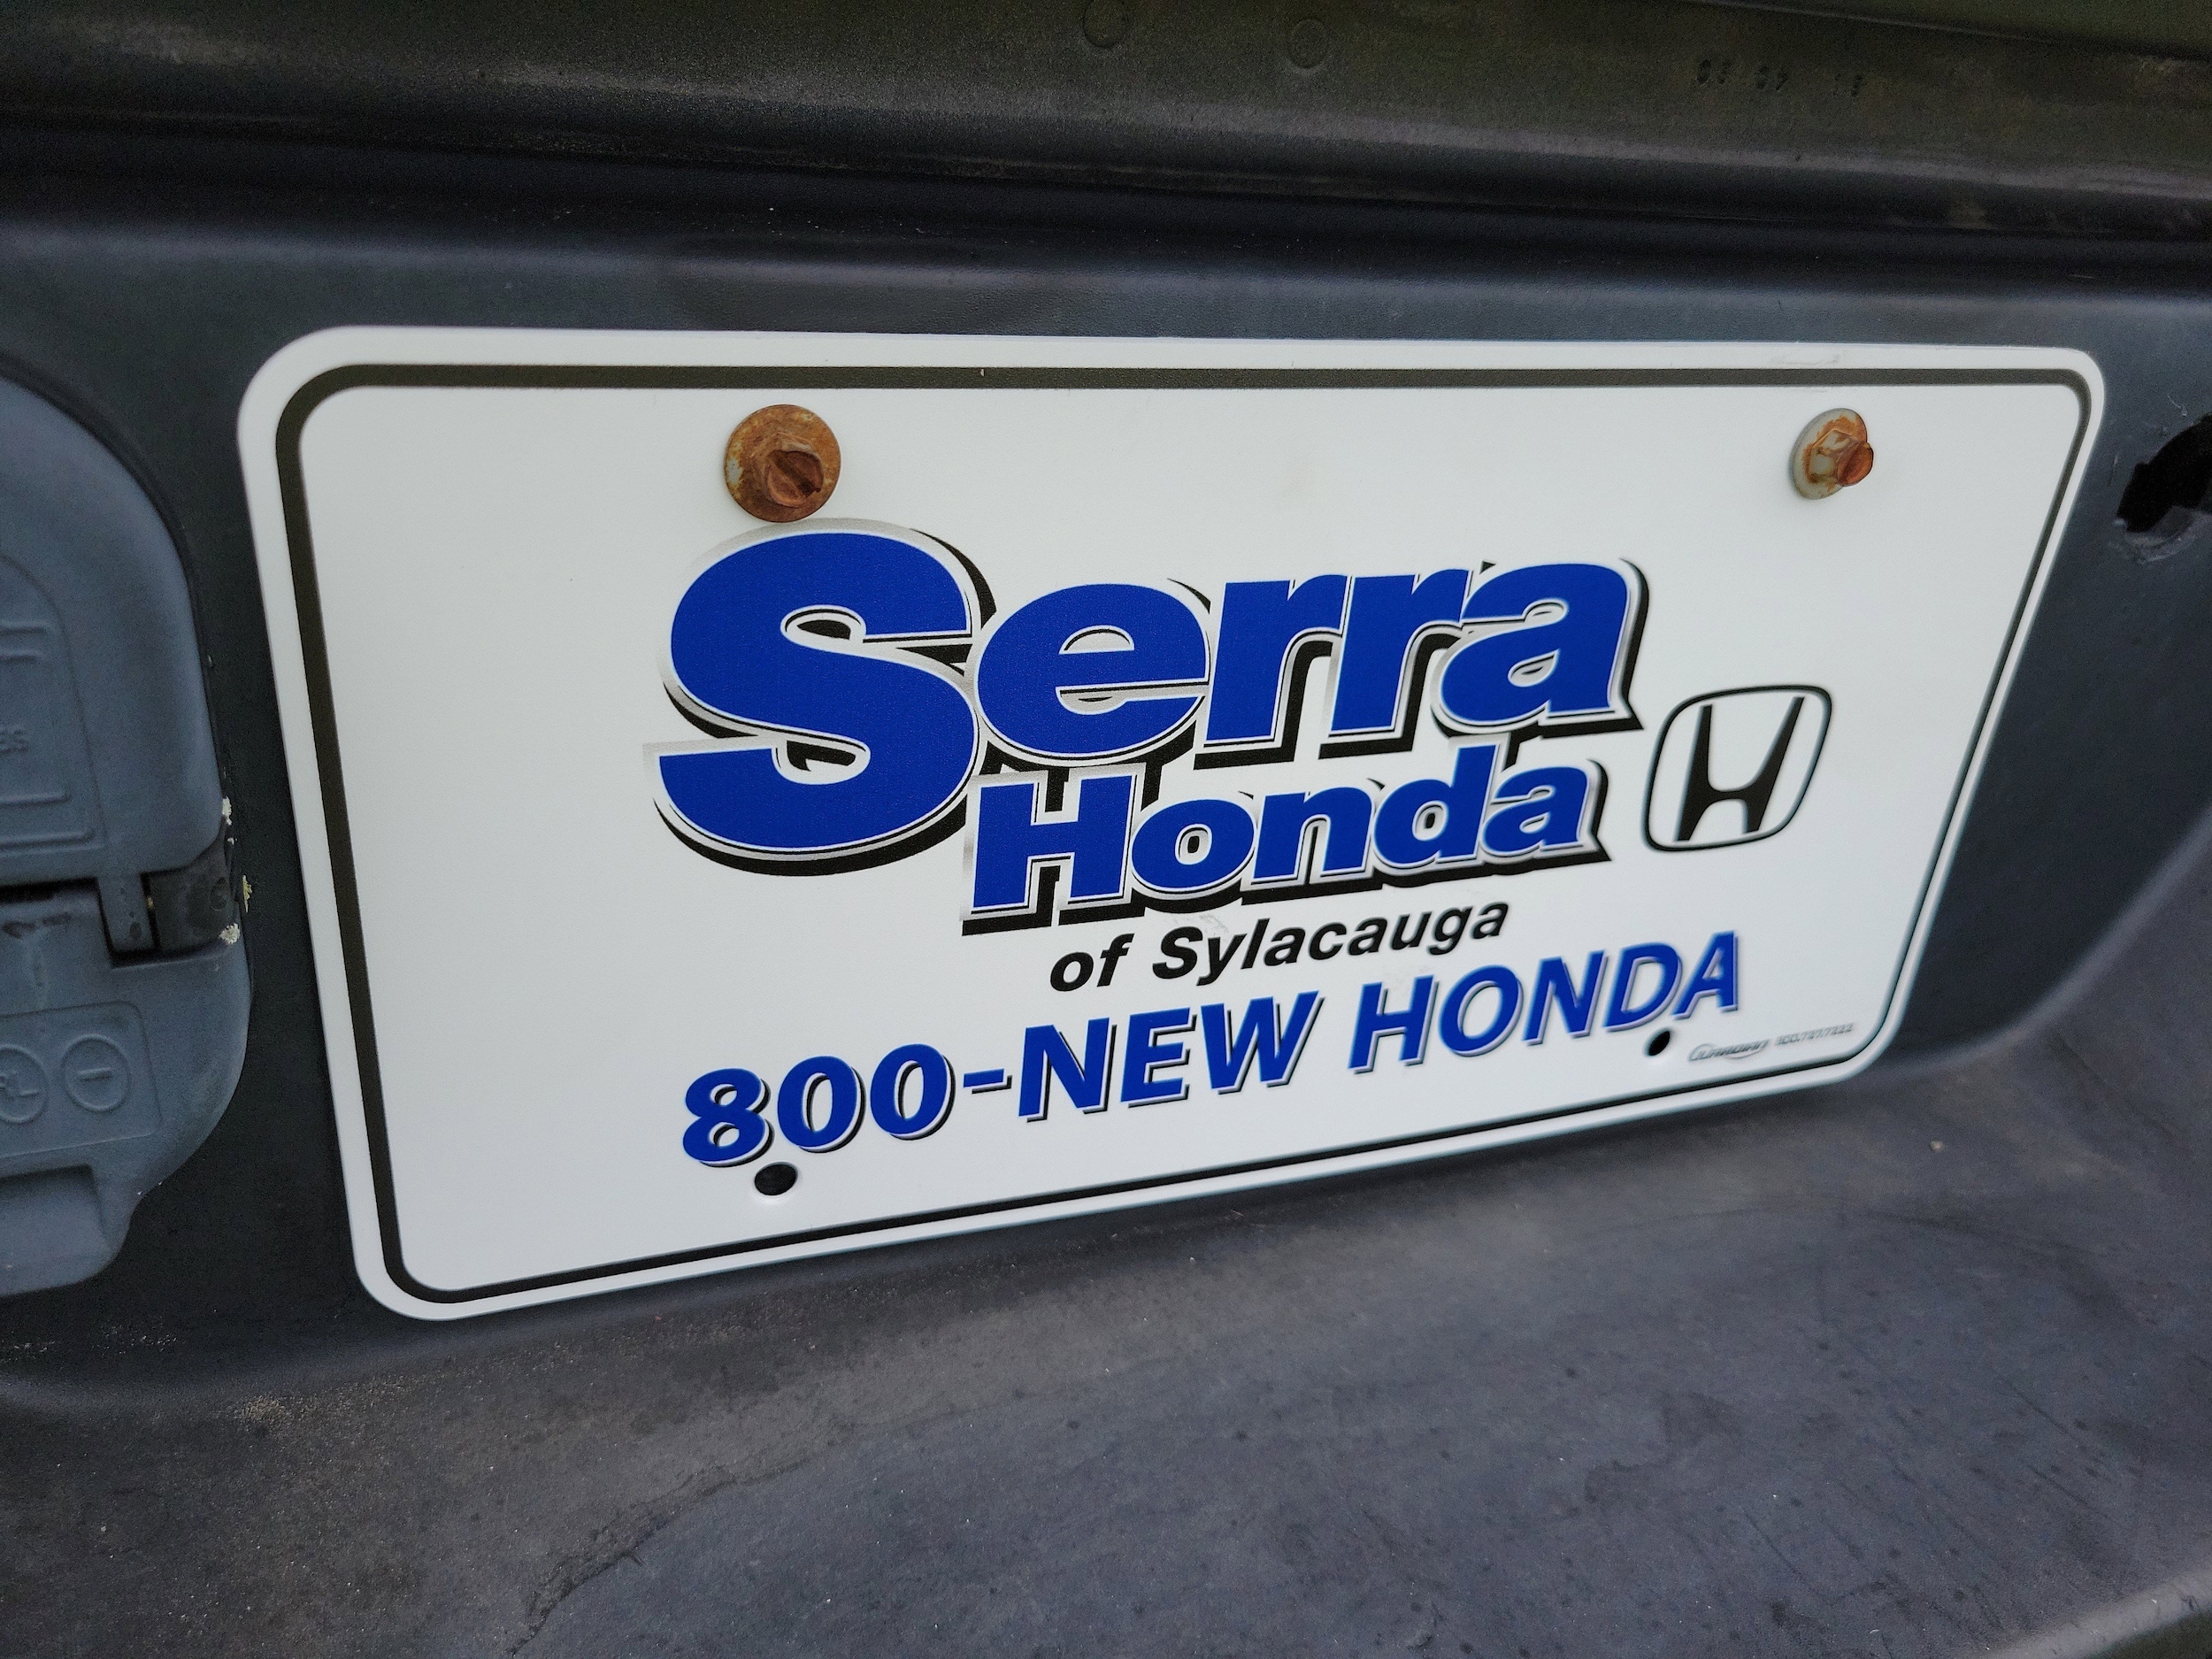 Serra
Honda
of Sylacauga
800-NEW HONDA